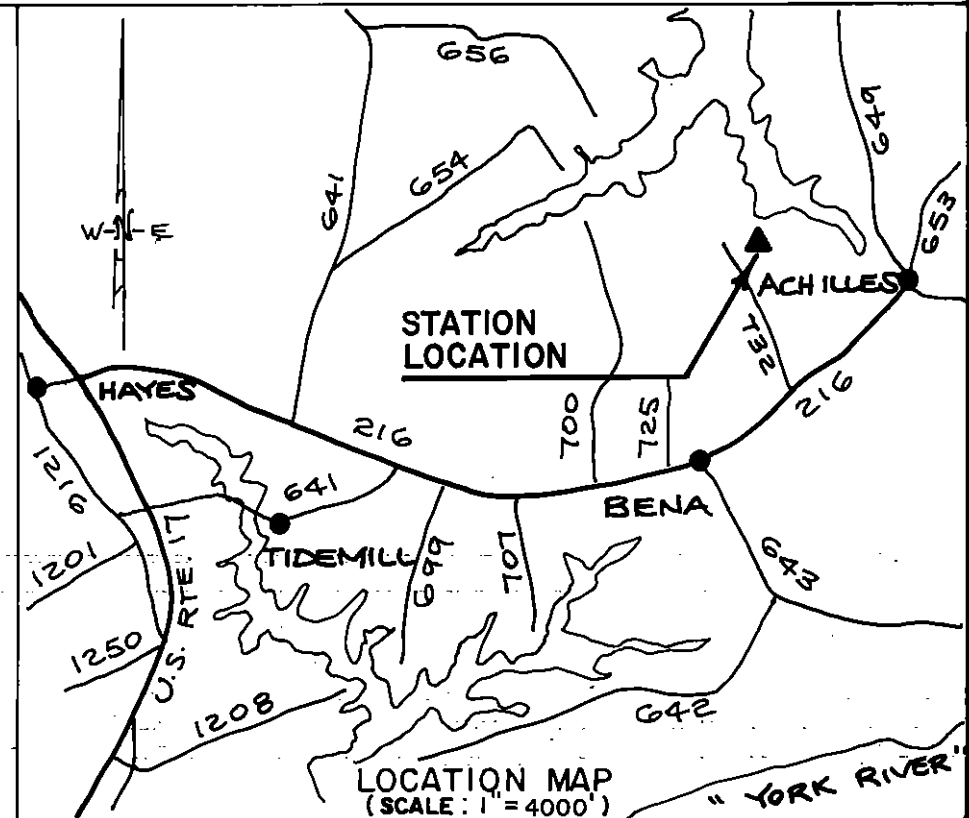 656
649
654
641
653
W N E
ACHILLES
STATION
LOCATION
732
HAYES
700
725
216
216
1216
641
BENA
TIDEMILL
699
707
643
1201
U.S. RTE. 17
1250
1208
642
LOCATION MAP
(SCALE: 1" = 4000')
" YORK RIVER"